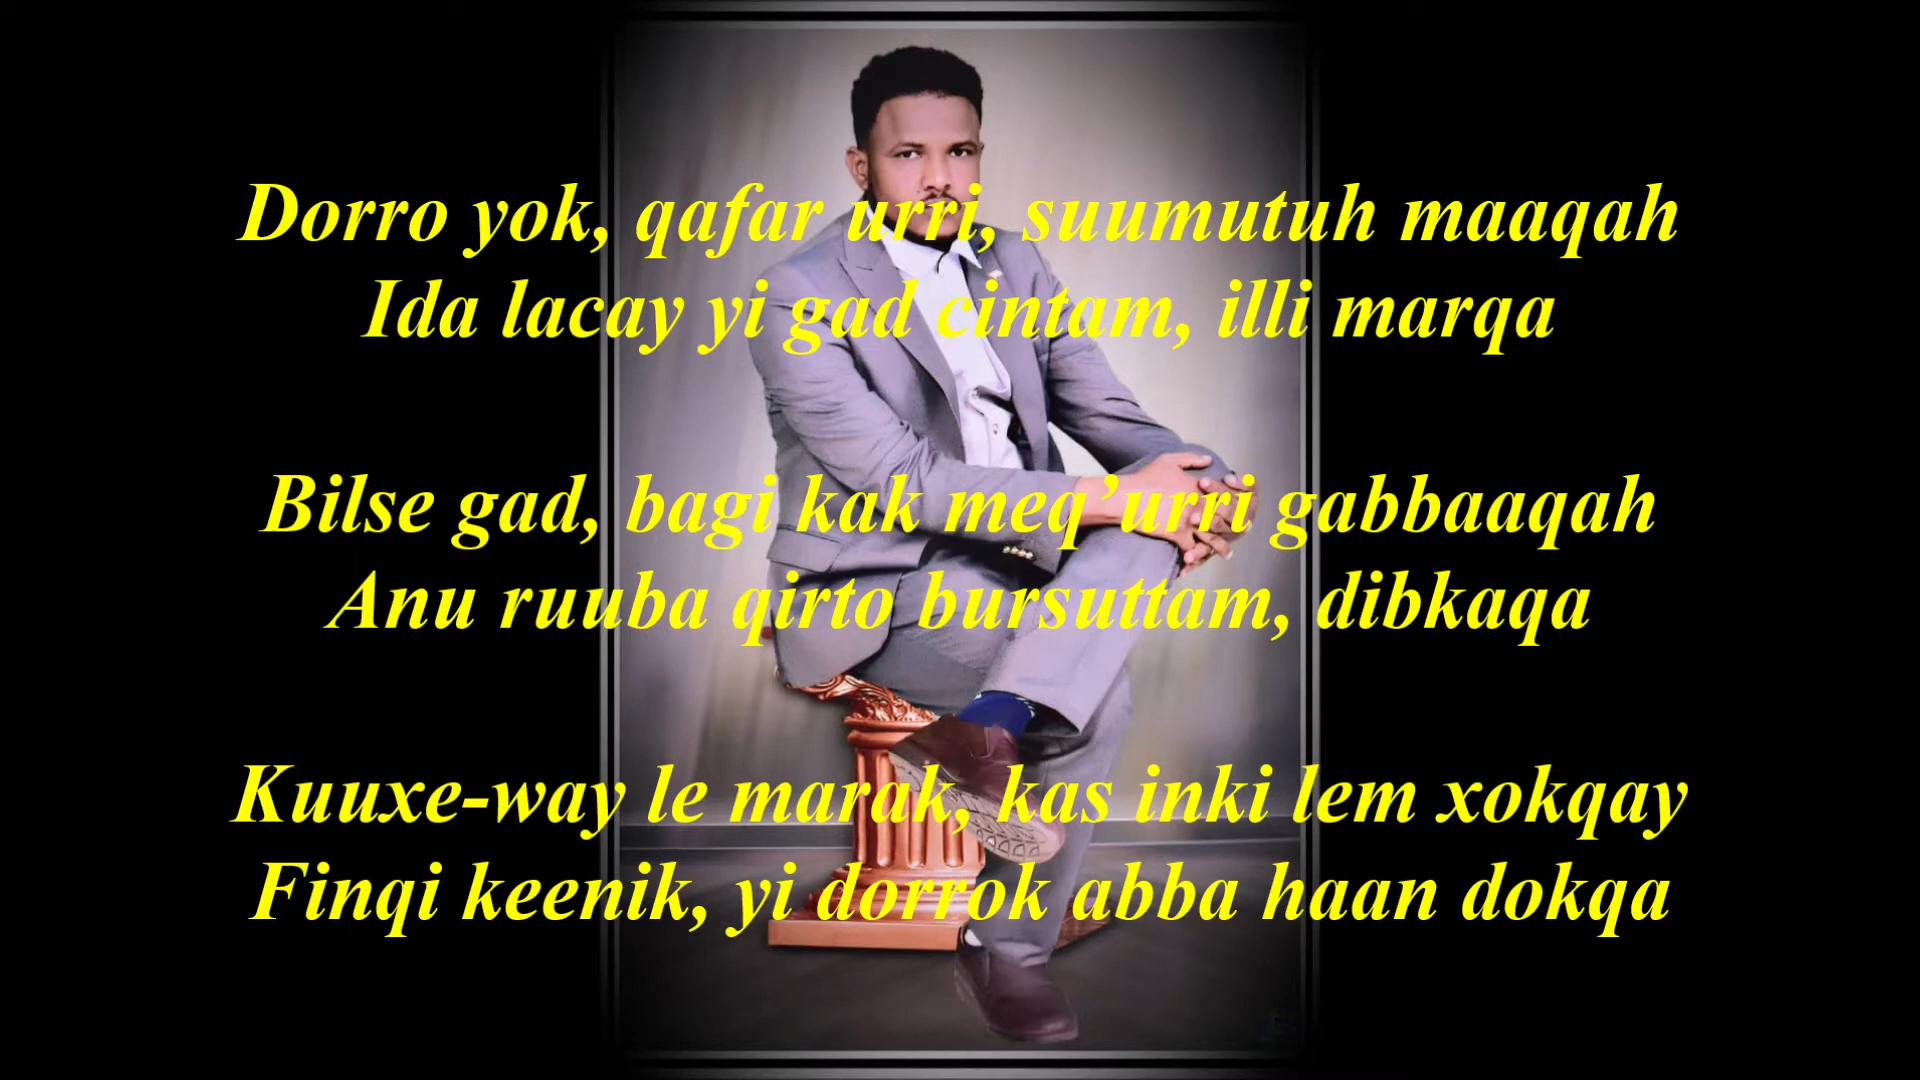 Dorro yok, qafar urri, suumutuh maaqah
Ida lacay yi gad cintam, illi marqa
Bilse gad, bagi kak meq’urri gabbaaqah
Anu ruuba qirto bursuttam, dibkaqa
Kuuxe-way le marak, kas inki lem xokqay
Finqi keenik, yi dorrok abba haan dokqa